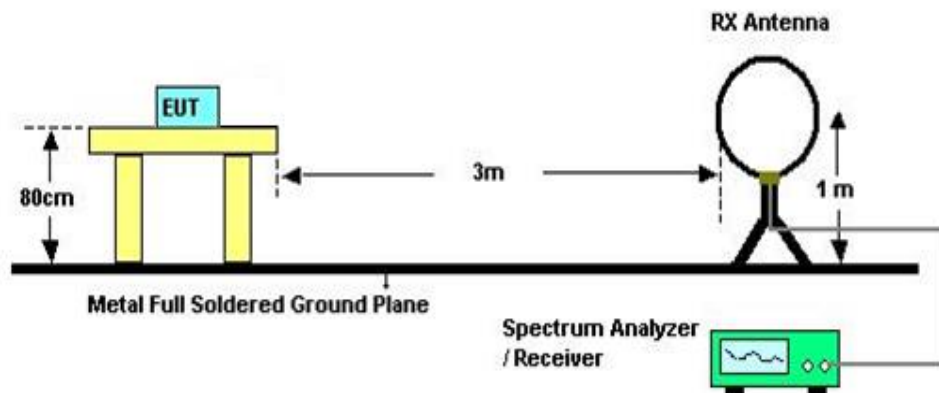 RX Antenna
EUT
80cm
3m
1 m
Metal Full Soldered Ground Plane
Spectrum Analyzer
/ Receiver